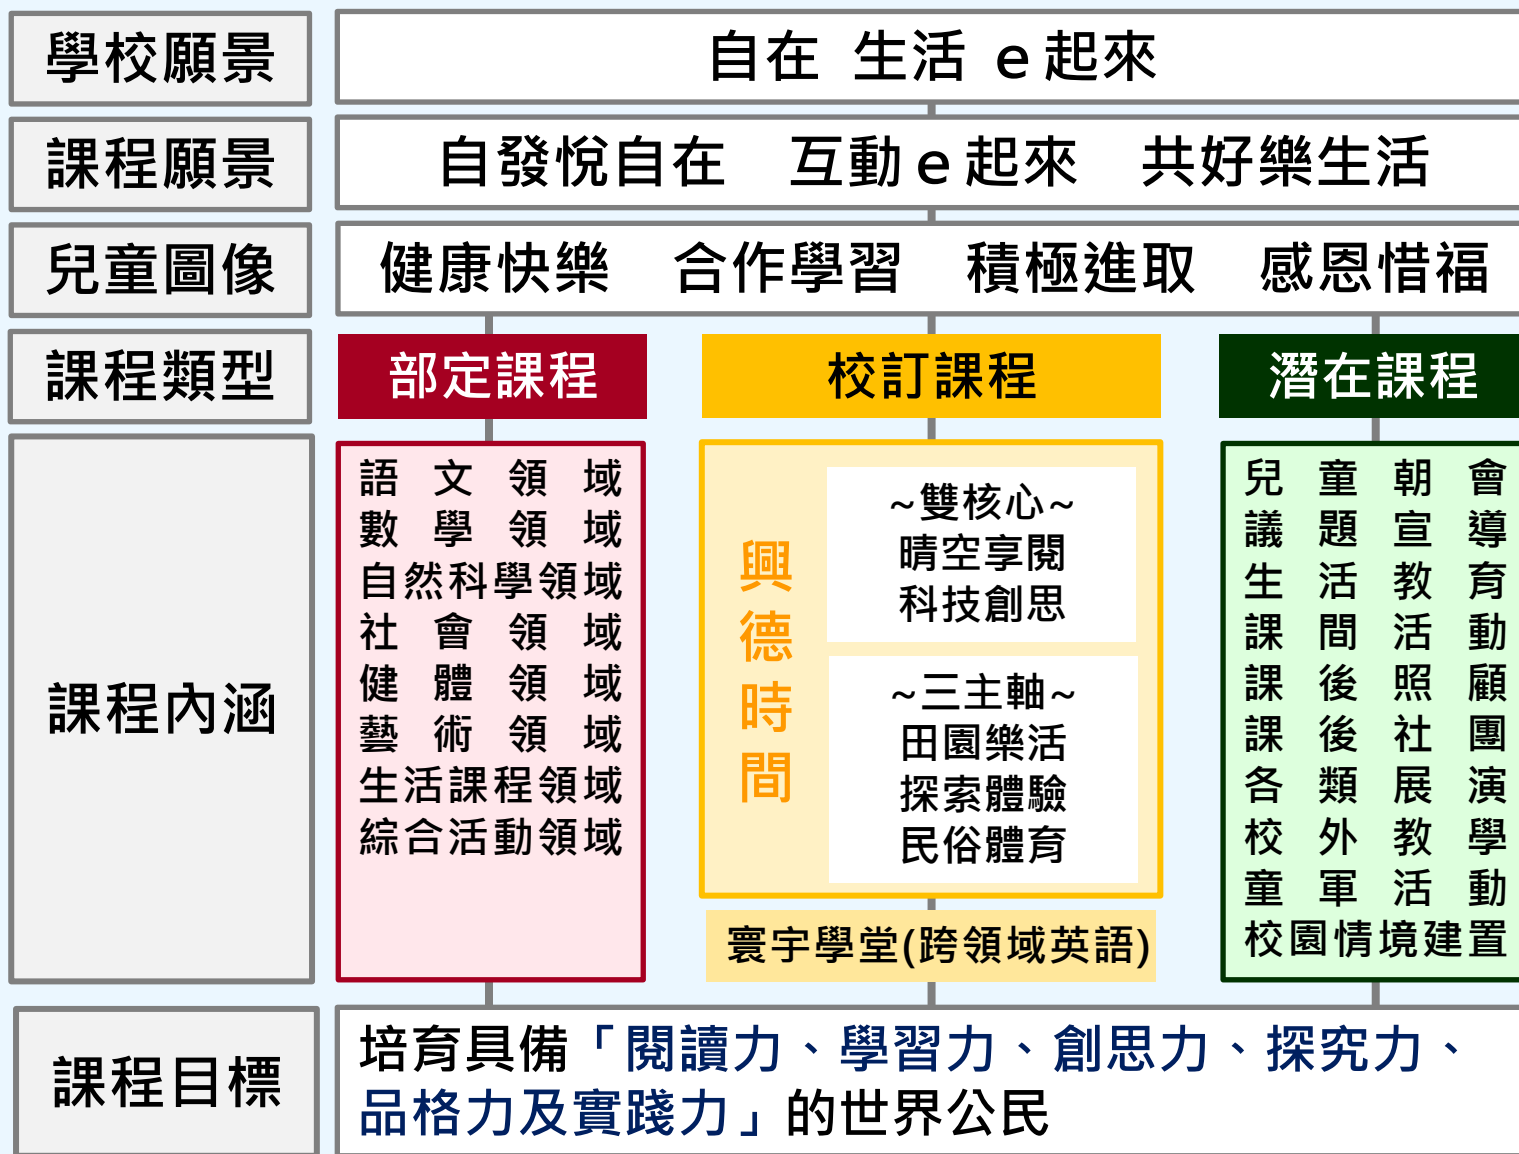 學校願景
自在 生活 e起來
課程願景
自發悅自在 互動e起來 共好樂生活
兒童圖像
健康快樂 合作學習 積極進取 感恩惜福
課程類型
部定課程
校訂課程
潛在課程
課程內涵
語文領域
數學領域
自然科學領域
社會領域
健體領域
藝術領域
生活課程領域
綜合活動領域
興德時間
~雙核心~
晴空享閱
科技創思
~三主軸~
田園樂活
探索體驗
民俗體育
寰宇學堂(跨領域英語)
兒童朝會
議題宣導
生活教育
課間活動
課後照顧
課後社團
各類展演
校外教學
童軍活動
校園情境建置
課程目標
培育具備「閱讀力、學習力、創思力、探究力、
品格力及實踐力」的世界公民